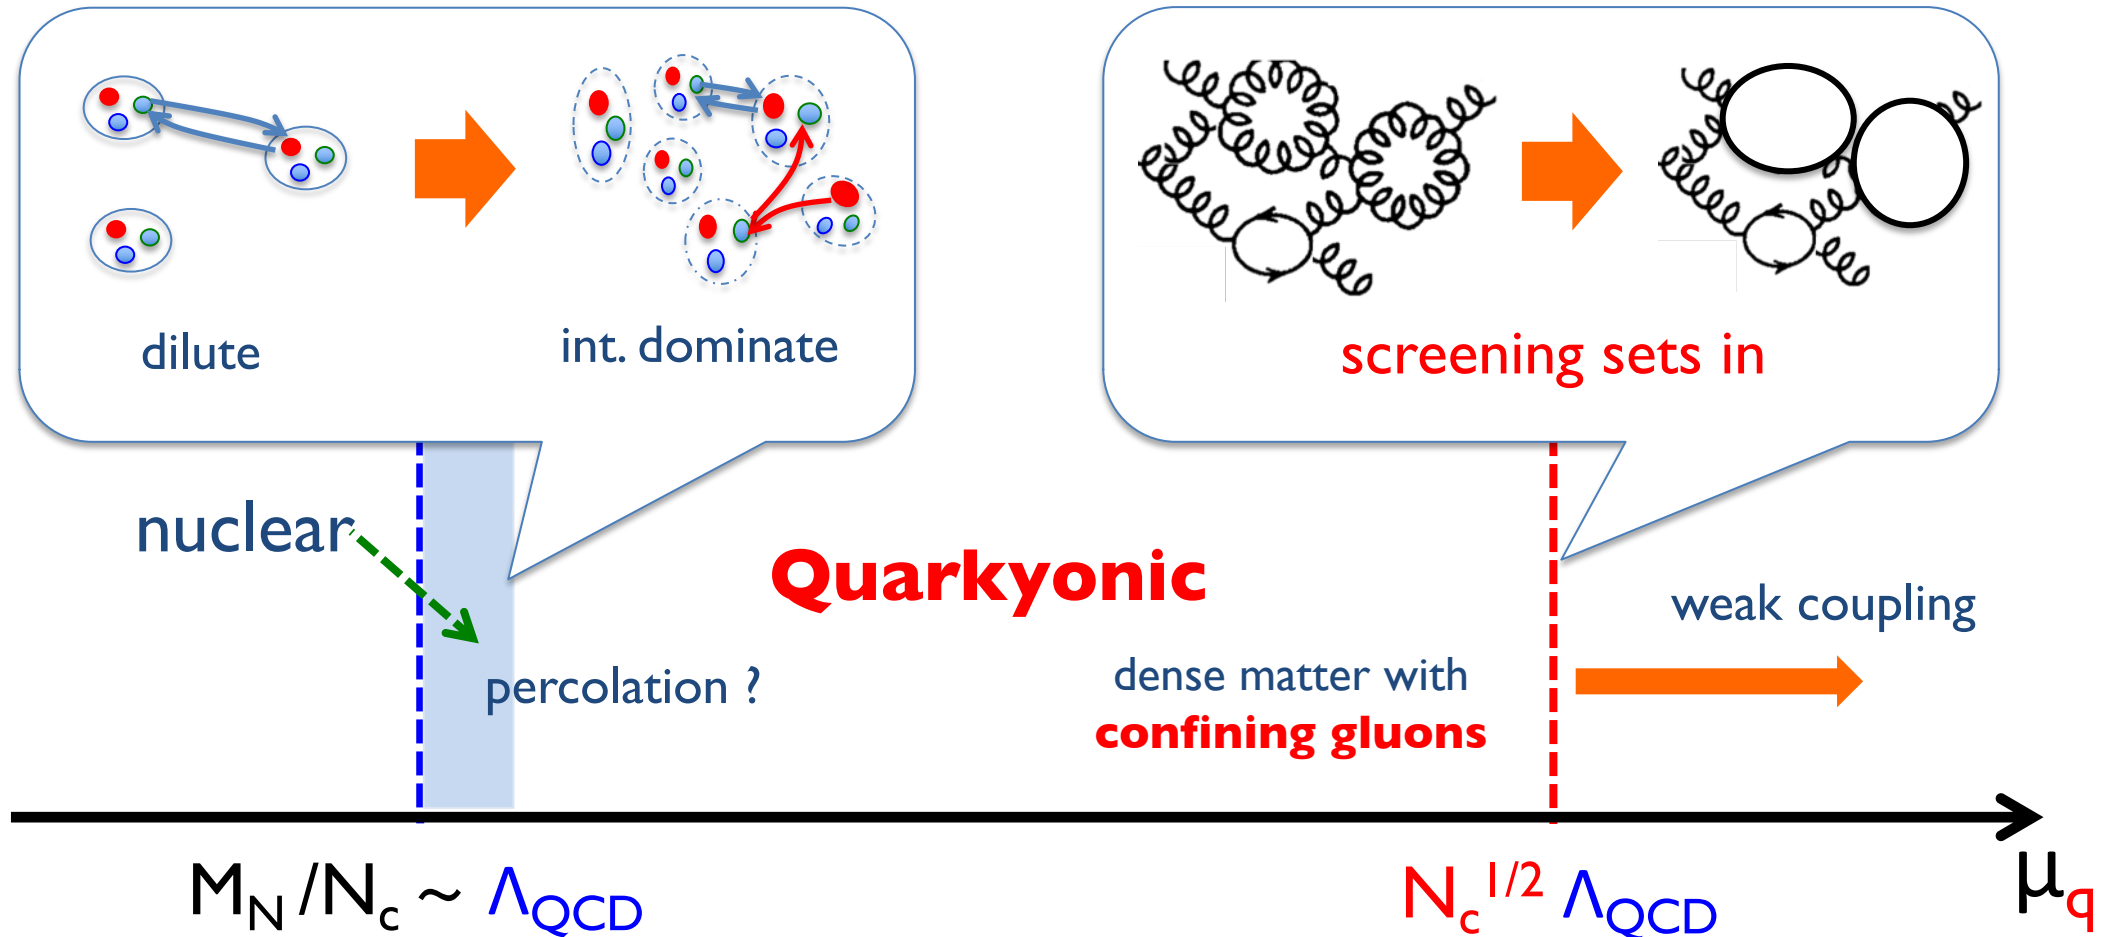 dilute
int. dominate
screening sets in
nuclear
Quarkyonic
percolation ?
dense matter with
confining gluons
weak coupling
M_N /N_c ~ Λ_QCD
N_c^1/2 Λ_QCD
μ_q